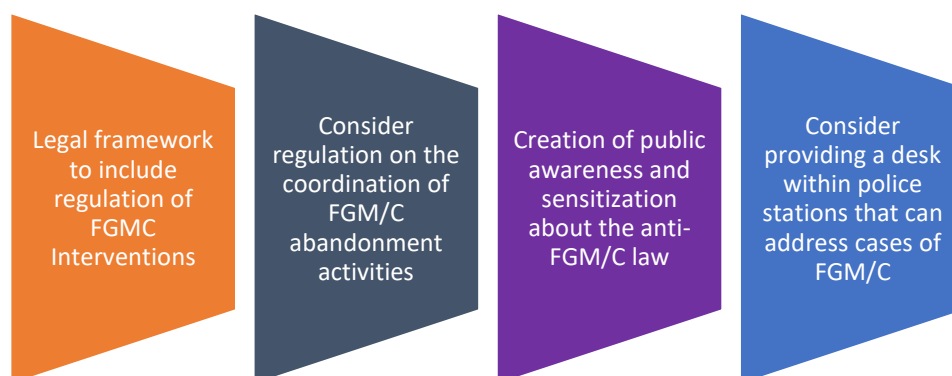 Legal framework
to include
regulation of
FGMC
Interventions
Consider
regulation on the
coordination of
FGM/C
abandonment
activities
Creation of public
awareness and
sensitization
about the anti-
FGM/C law
Consider
providing a desk
within police
stations that can
address cases of
FGM/C